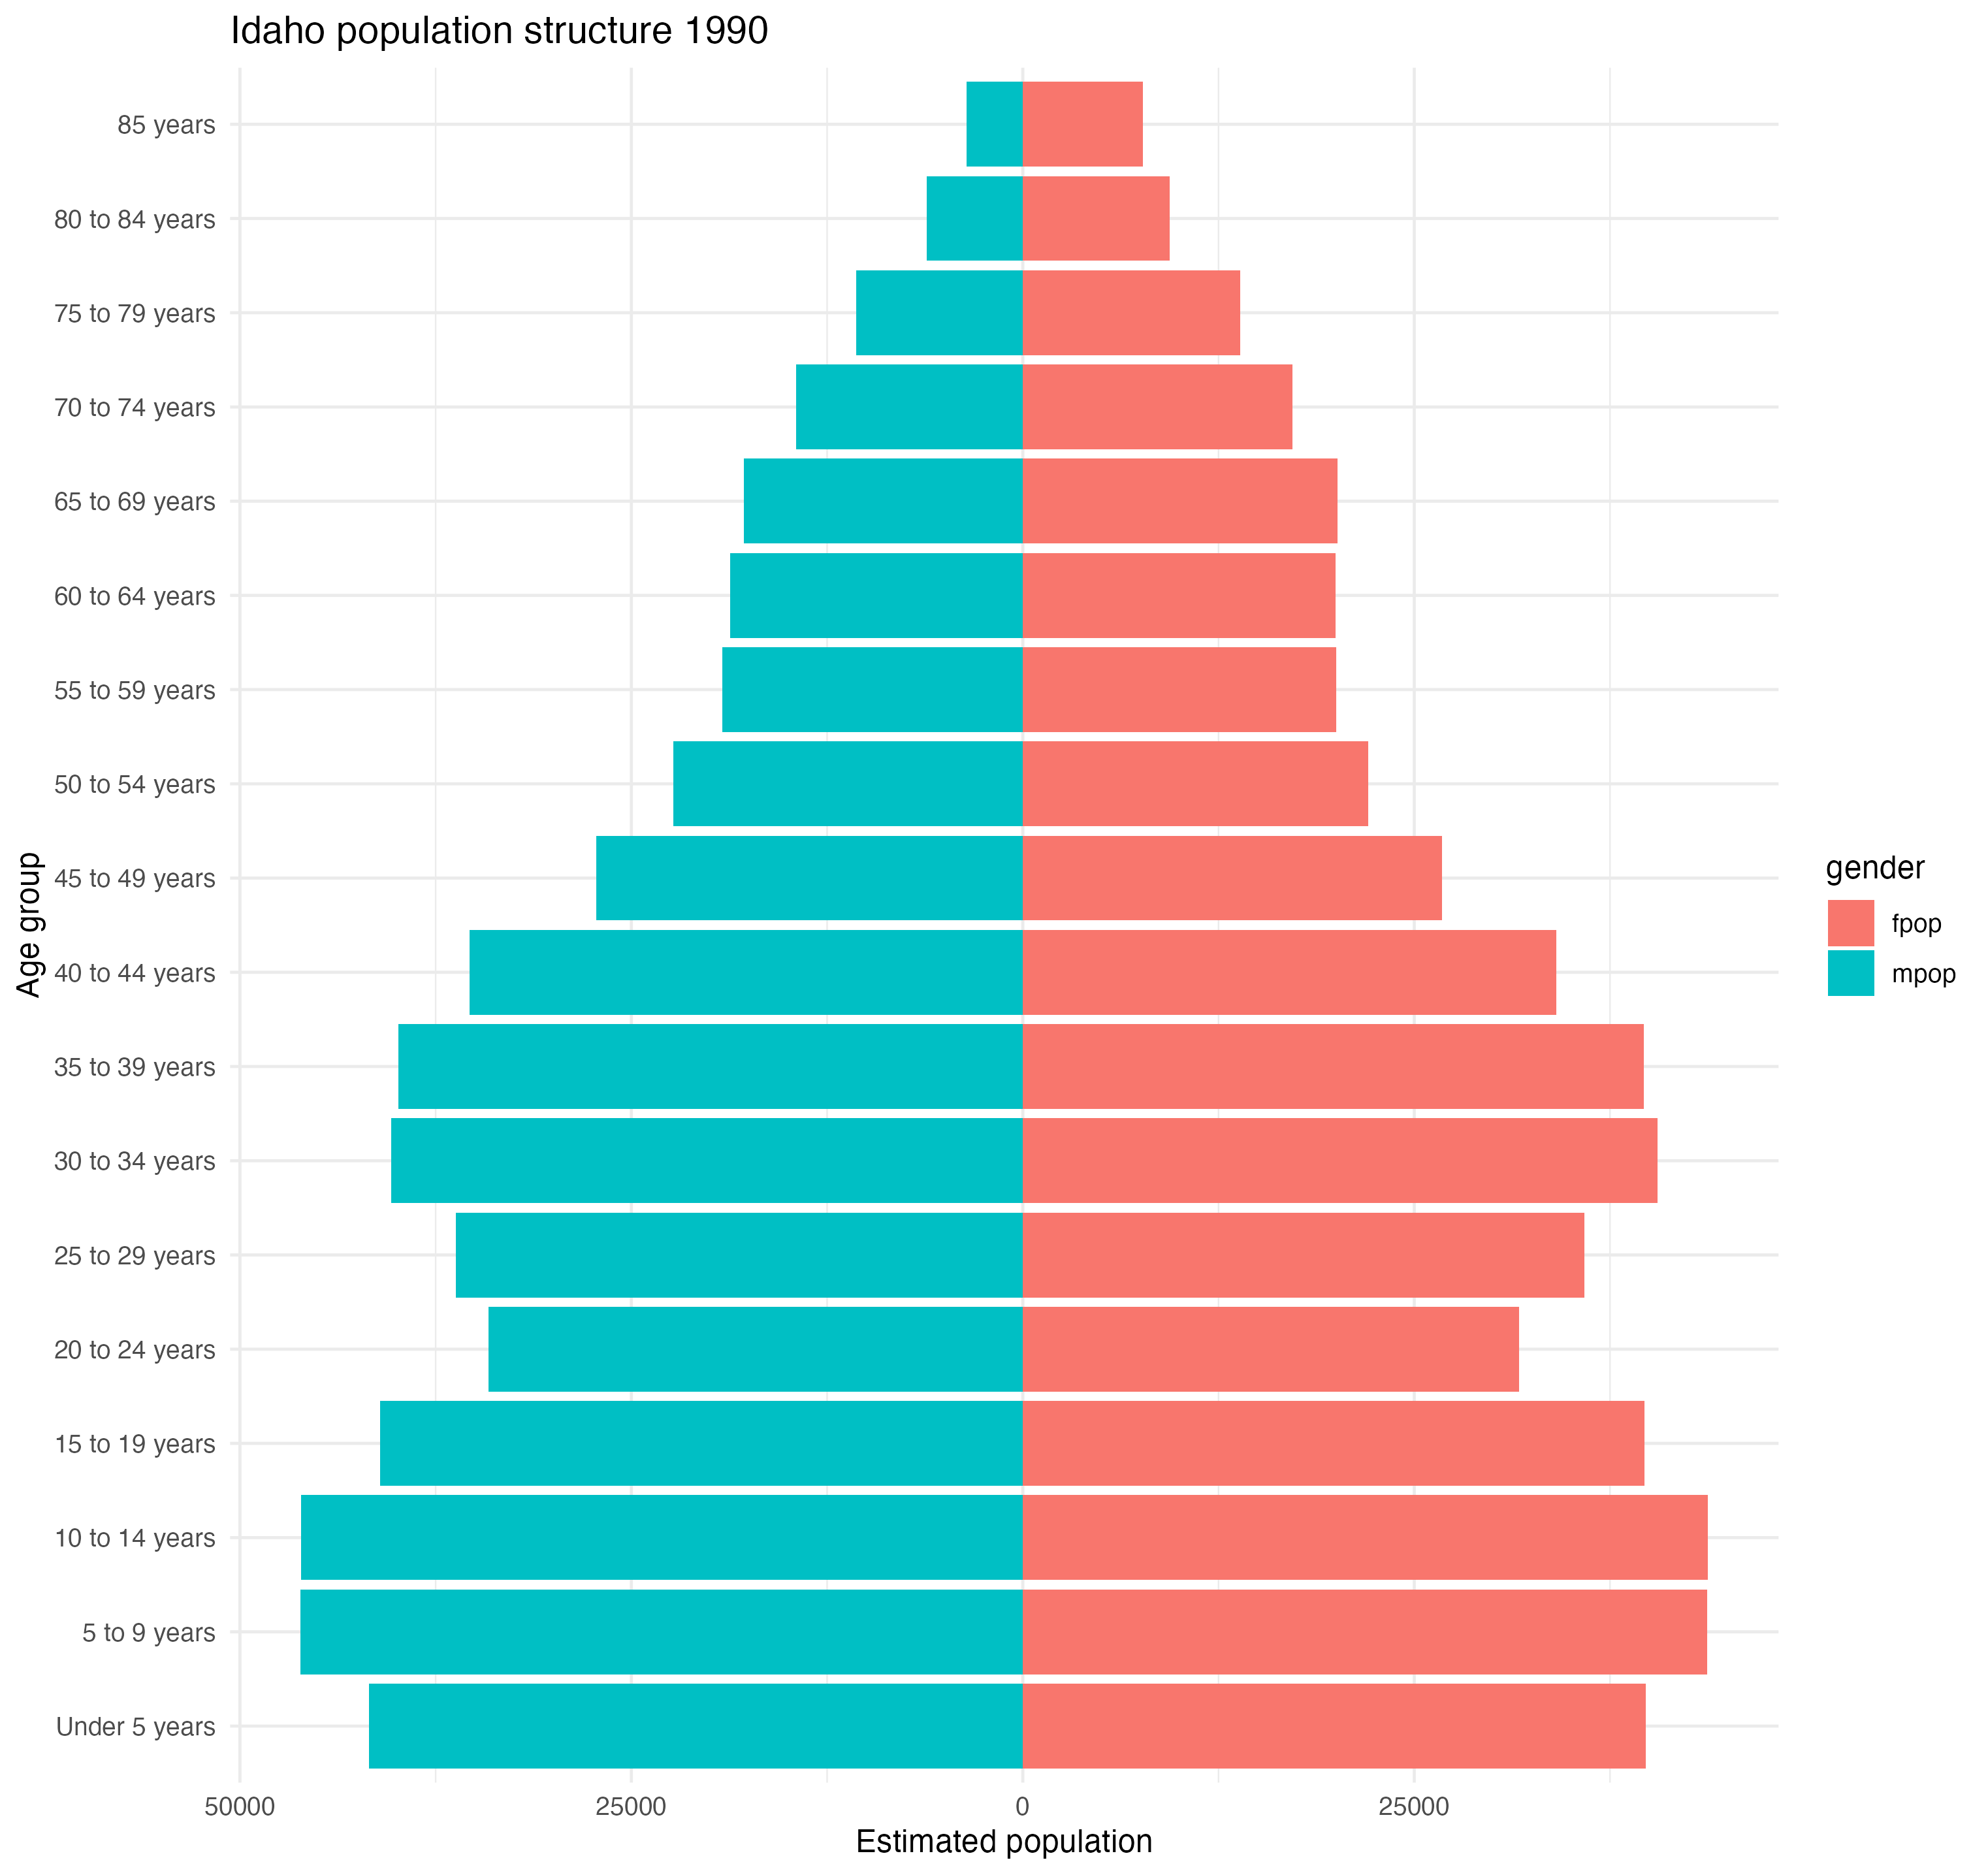 Idaho population structure 1990
85 years
80 to 84 years
75 to 79 years
70 to 74 years
65 to 69 years
60 to 64 years
55 to 59 years
50 to 54 years
45 to 49 years
40 to 44 years
35 to 39 years
30 to 34 years
25 to 29 years
20 to 24 years
15 to 19 years
10 to 14 years
5 to 9 years
Under 5 years
Age group
50000 25000 0 25000
Estimated population
gender
fpop
mpop